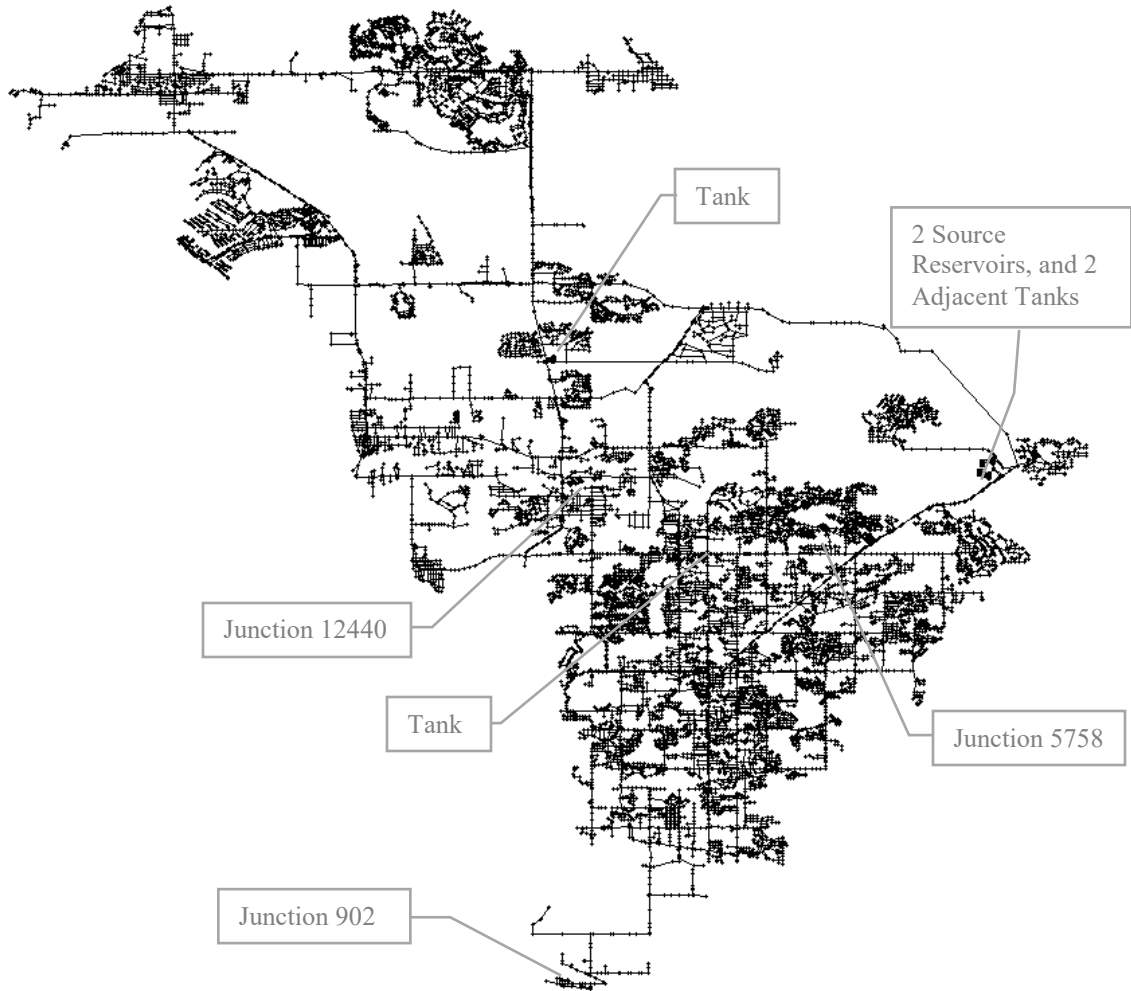 Tank
2 Source
Reservoirs, and 2
Adjacent Tanks
Junction 12440
Tank
Junction 5758
Junction 902